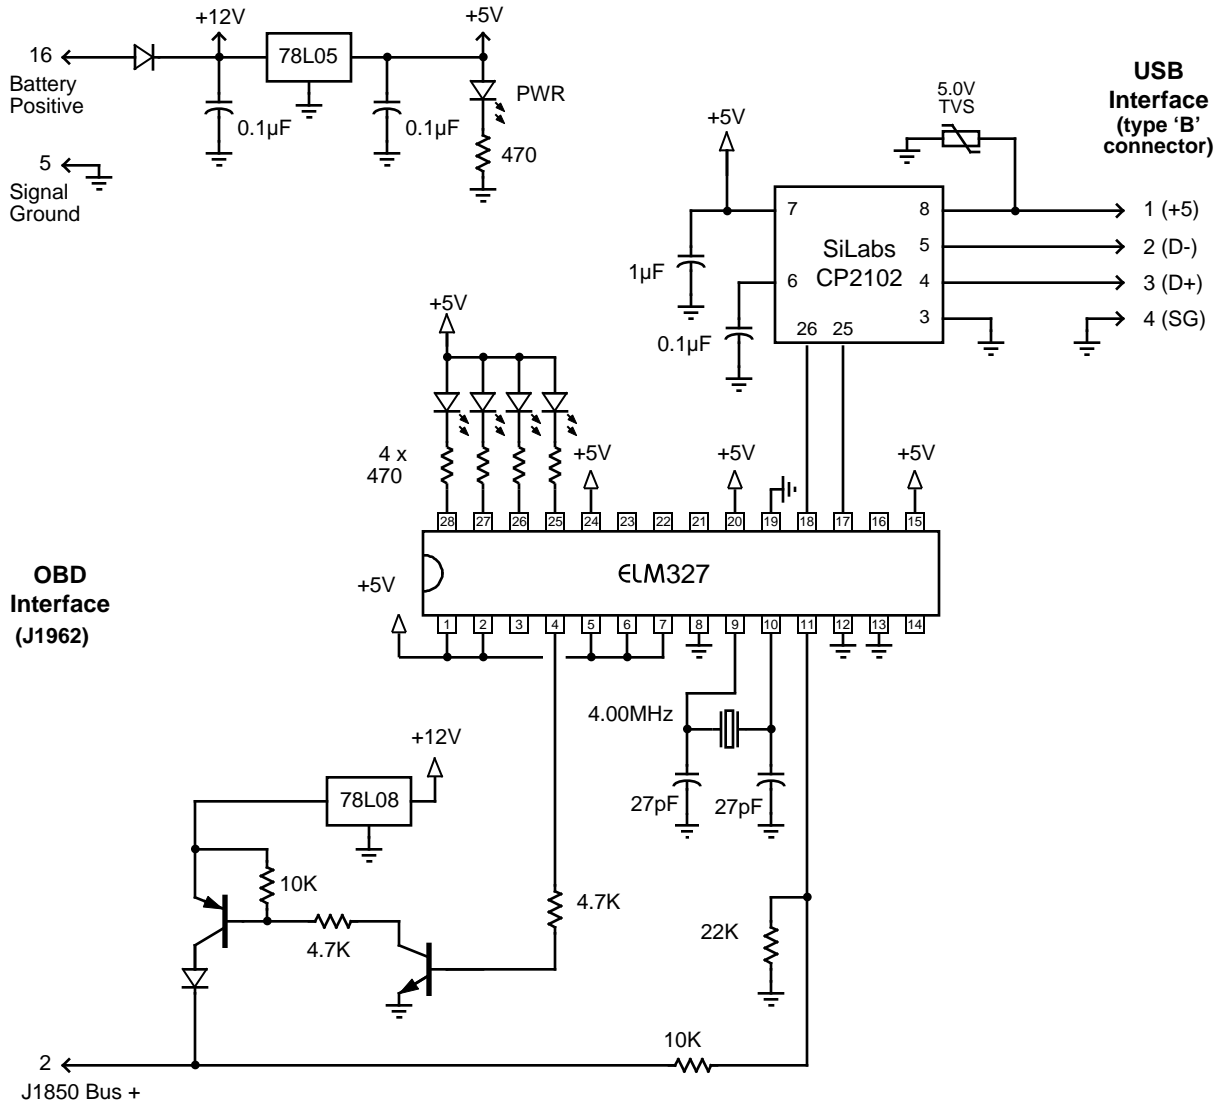 +12V
+5V
16
78L05
Battery
Positive
PWR
0.1µF
0.1µF
470
5
Signal
Ground
USB
Interface
(type ‘B’
connector)
5.0V
TVS
+5V
7
8
1 (+5)
SiLabs
CP2102
5
2 (D-)
1µF
6
4
3 (D+)
3
4 (SG)
26
25
0.1µF
+5V
4 x
470
+5V
+5V
+5V
28
27
26
25
24
23
22
21
20
19
18
17
16
15
ELM327
OBD
Interface
(J1962)
+5V
1
2
3
4
5
6
7
8
9
10
11
12
13
14
4.00MHz
27pF
27pF
+12V
78L08
10K
4.7K
4.7K
22K
10K
2
J1850 Bus +